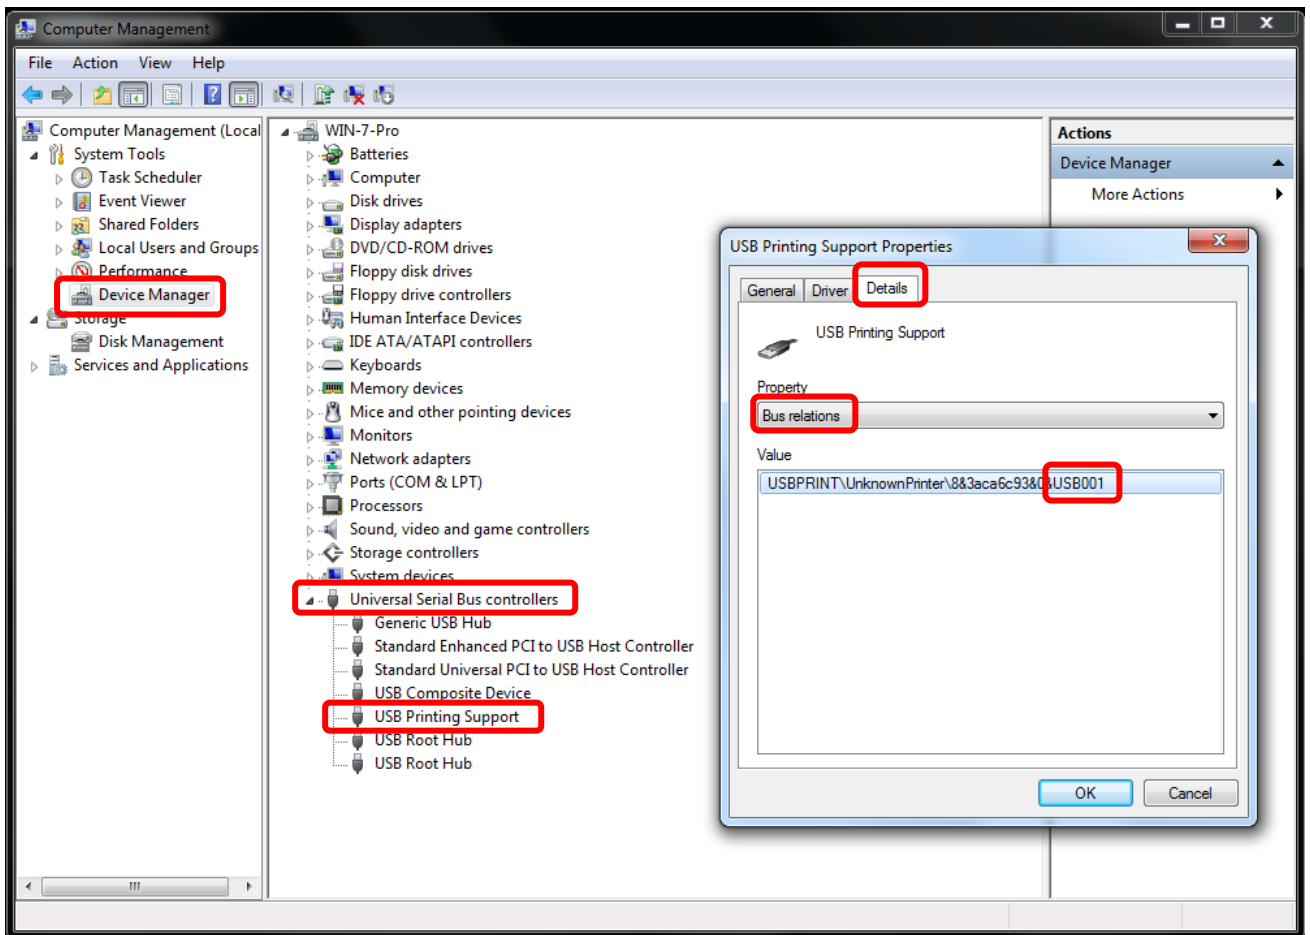 Computer Management
File Action View Help
Computer Management (Local
System Tools
Task Scheduler
Event Viewer
Shared Folders
Local Users and Groups
Performance
Device Manager
Storage
Disk Management
Services and Applications
WIN-7-Pro
Batteries
Computer
Disk drives
Display adapters
DVD/CD-ROM drives
Floppy disk drives
Floppy drive controllers
Human Interface Devices
IDE ATA/ATAPI controllers
Keyboards
Memory devices
Mice and other pointing devices
Monitors
Network adapters
Ports (COM & LPT)
Processors
Sound, video and game controllers
Storage controllers
System devices
Universal Serial Bus controllers
Generic USB Hub
Standard Enhanced PCI to USB Host Controller
Standard Universal PCI to USB Host Controller
USB Composite Device
USB Printing Support
USB Root Hub
USB Root Hub
Actions
Device Manager
More Actions
USB Printing Support Properties
General Driver Details
USB Printing Support
Property
Bus relations
Value
USBPRINT\UnknownPrinter\8&3aca6c93&0&USB001
OK Cancel